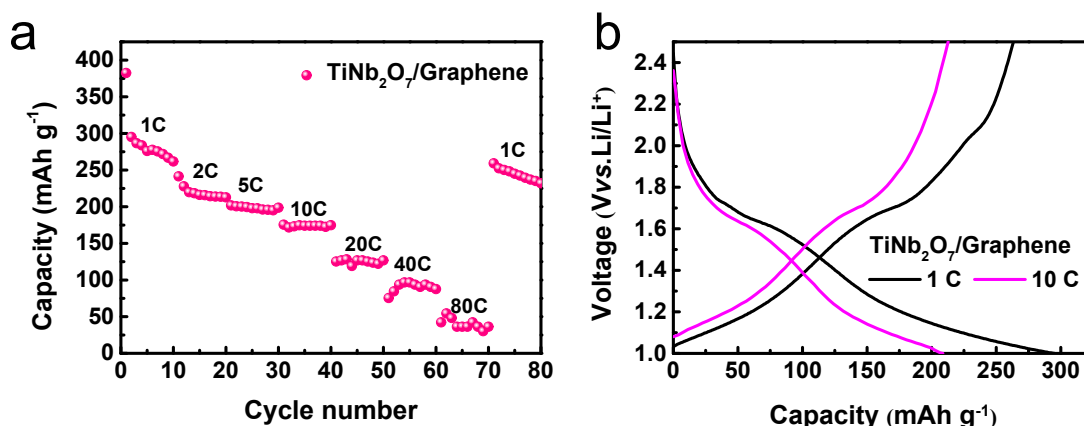 a
Capacity (mAh g⁻¹)
400
350
300
250
200
150
100
50
0
TiNb₂O₇/Graphene
1C
2C
5C
10C
20C
40C
80C
1C
0 10 20 30 40 50 60 70 80
Cycle number
b
Voltage (Vvs.Li/Li⁺)
2.4
2.2
2.0
1.8
1.6
1.4
1.2
1.0
TiNb₂O₇/Graphene
1 C 10 C
0 50 100 150 200 250 300
Capacity (mAh g⁻¹)